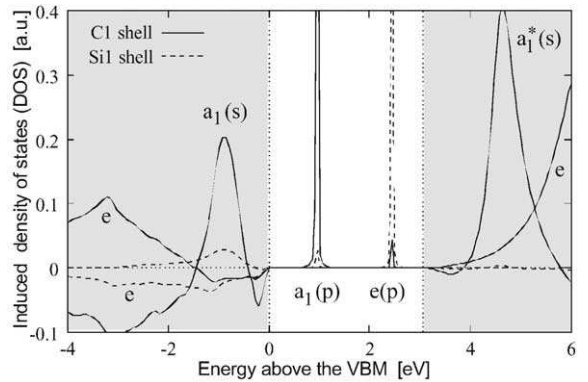 0.4
0.3
0.2
0.1
0
-0.1
Induced density of states (DOS) [a.u.]
C1 shell
Si1 shell
a₁(s)
a₁*(s)
e
e
e
a₁(p)
e(p)
-4
-2
0
2
4
6
Energy above the VBM [eV]